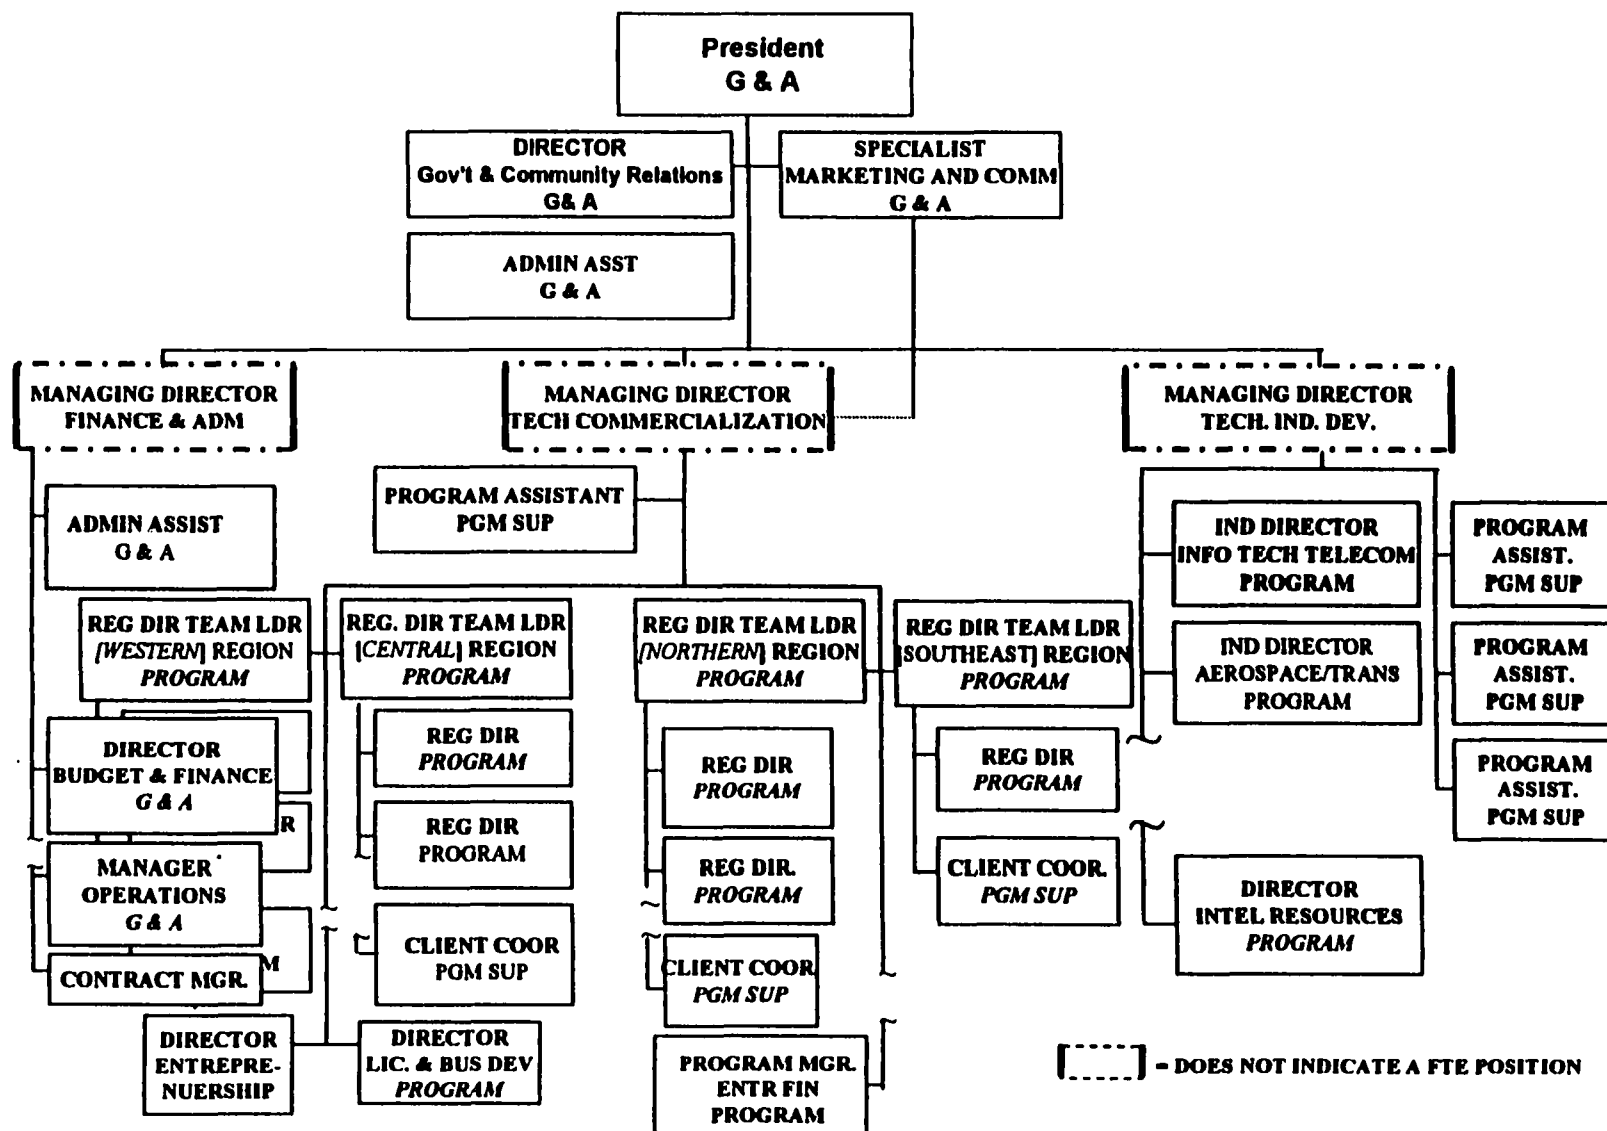 President
G & A
DIRECTOR
Gov't & Community Relations
G& A
SPECIALIST
MARKETING AND COMM
G & A
ADMIN ASST
G & A
MANAGING DIRECTOR
FINANCE & ADM
MANAGING DIRECTOR
TECH COMMERCIALIZATION
MANAGING DIRECTOR
TECH. IND. DEV.
PROGRAM ASSISTANT
PGM SUP
ADMIN ASSIST
G & A
IND DIRECTOR
INFO TECH TELECOM
PROGRAM
PROGRAM
ASSIST.
PGM SUP
REG DIR TEAM LDR
[WESTERN] REGION
PROGRAM
REG. DIR TEAM LDR
[CENTRAL] REGION
PROGRAM
REG DIR TEAM LDR
[NORTHERN] REGION
PROGRAM
REG DIR TEAM LDR
[SOUTHEAST] REGION
PROGRAM
IND DIRECTOR
AEROSPACE/TRANS
PROGRAM
PROGRAM
ASSIST.
PGM SUP
DIRECTOR
BUDGET & FINANCE
G & A
REG DIR
PROGRAM
REG DIR
PROGRAM
REG DIR
PROGRAM
PROGRAM
ASSIST.
PGM SUP
R
MANAGER
OPERATIONS
G & A
REG DIR
PROGRAM
REG DIR.
PROGRAM
CLIENT COOR.
PGM SUP
DIRECTOR
INTEL RESOURCES
PROGRAM
M
CONTRACT MGR.
CLIENT COOR
PGM SUP
CLIENT COOR.
PGM SUP
DIRECTOR
ENTREPRE-
NUERSHIP
DIRECTOR
LIC. & BUS DEV
PROGRAM
PROGRAM MGR.
ENTR FIN
PROGRAM
= DOES NOT INDICATE A FTE POSITION